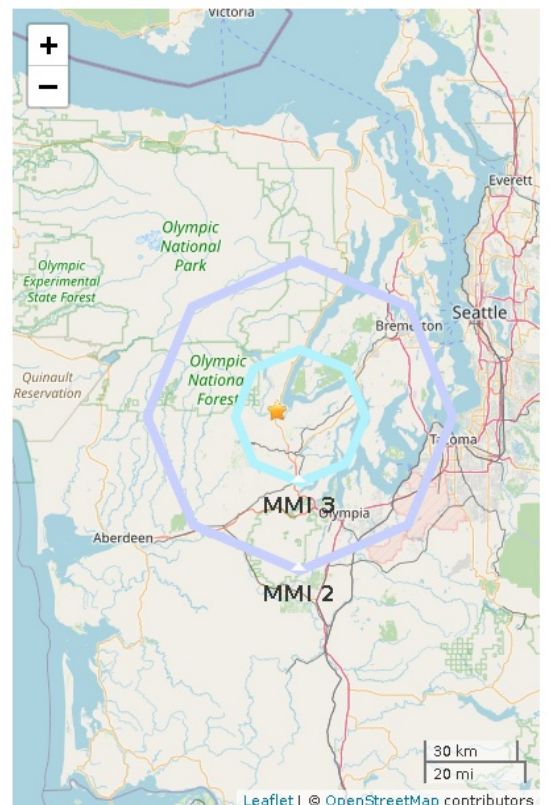 Victoria
+
−
Everett
Olympic
National
Park
Olympic
Experimental
State Forest
Seattle
Bremerton
Olympic
National
Forest
Quinault
Reservation
Tacoma
MMI 3
Olympia
Aberdeen
MMI 2
30 km
20 mi
Leaflet | © OpenStreetMap contributors